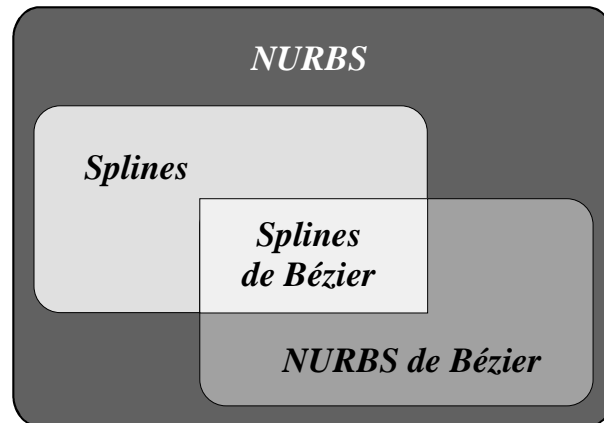 NURBS
Splines
Splines
de Bézier
NURBS de Bézier